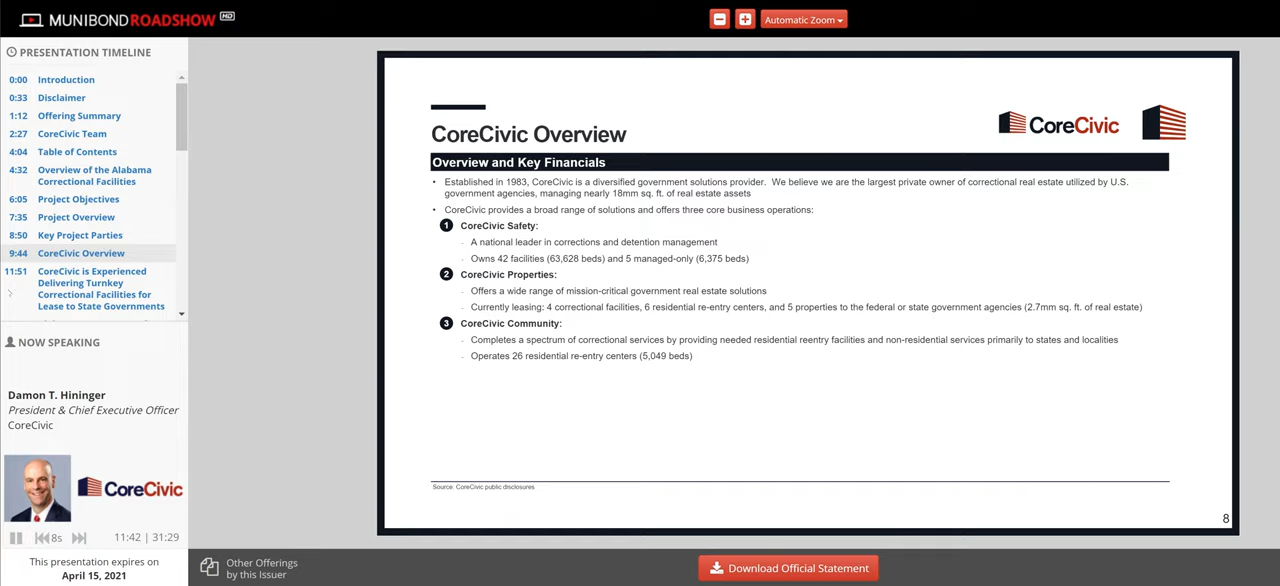 MUNIBONDROADSHOW HD
Automatic Zoom
PRESENTATION TIMELINE
0:00 Introduction
0:33 Disclaimer
1:12 Offering Summary
2:27 CoreCivic Team
4:04 Table of Contents
4:32 Overview of the Alabama
Correctional Facilities
6:05 Project Objectives
7:35 Project Overview
8:50 Key Project Parties
9:44 CoreCivic Overview
11:51 CoreCivic is Experienced
Delivering Turnkey
Correctional Facilities for
Lease to State Governments
NOW SPEAKING
Damon T. Hininger
President & Chief Executive Officer
CoreCivic
CoreCivic
8s 11:42 | 31:29
This presentation expires on
April 15, 2021
CoreCivic Overview
CoreCivic
Overview and Key Financials
• Established in 1983, CoreCivic is a diversified government solutions provider. We believe we are the largest private owner of correctional real estate utilized by U.S.
government agencies, managing nearly 18mm sq. ft. of real estate assets
• CoreCivic provides a broad range of solutions and offers three core business operations:
1 CoreCivic Safety:
- A national leader in corrections and detention management
- Owns 42 facilities (63,628 beds) and 5 managed-only (6,375 beds)
2 CoreCivic Properties:
- Offers a wide range of mission-critical government real estate solutions
- Currently leasing: 4 correctional facilities, 6 residential re-entry centers, and 5 properties to the federal or state government agencies (2.7mm sq. ft. of real estate)
3 CoreCivic Community:
- Completes a spectrum of correctional services by providing needed residential reentry facilities and non-residential services primarily to states and localities
- Operates 26 residential re-entry centers (5,049 beds)
Source: CoreCivic public disclosures
8
Other Offerings
by this Issuer
Download Official Statement